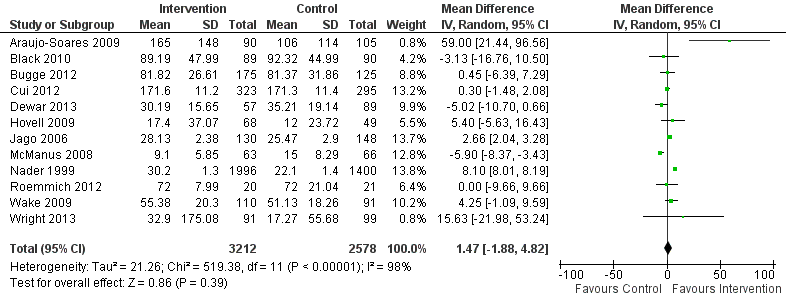 Intervention Control Mean Difference Mean Difference
Study or Subgroup Mean SD Total Mean SD Total Weight IV, Random, 95% CI IV, Random, 95% CI
Araujo-Soares 2009 165 148 90 106 114 105 0.8% 59.00 [21.44, 96.56]
Black 2010 89.19 47.99 89 92.32 44.99 90 4.1% -3.13 [-16.76, 10.50]
Bugge 2012 81.82 26.61 175 81.37 31.86 125 8.5% 0.45 [-6.39, 7.29]
Cui 2012 171.6 11.2 323 171.3 11.4 295 13.0% 0.30 [-1.48, 2.08]
Dewar 2013 30.19 15.65 57 35.21 19.14 89 9.5% -5.02 [-10.70, 0.66]
Hovell 2009 17.4 37.07 68 12 23.72 49 5.3% 5.40 [-5.63, 16.43]
Jago 2006 28.13 2.38 130 25.47 2.9 148 13.5% 2.66 [2.04, 3.28]
McManus 2008 9.1 5.85 63 15 8.29 66 12.6% -5.90 [-8.37, -3.43]
Nader 1999 30.2 1.3 1996 22.1 1.4 1400 13.5% 8.10 [8.01, 8.19]
Roemmich 2012 72 7.99 20 72 21.04 21 6.2% 0.00 [-9.66, 9.66]
Wake 2009 55.38 20.3 110 51.13 18.26 91 9.9% 4.25 [-1.09, 9.59]
Wright 2013 32.9 175.08 91 17.27 55.68 99 0.8% 15.63 [-21.98, 53.24]
Total (95% CI) 3212 2578 100.0% 1.47 [-1.88, 4.82]
Heterogeneity: Tau² = 21.26; Chi² = 519.38, df = 11 (P < 0.00001); I² = 98%
Test for overall effect: Z = 0.86 (P = 0.39)
-100 -50 0 50 100
Favours Control Favours Intervention